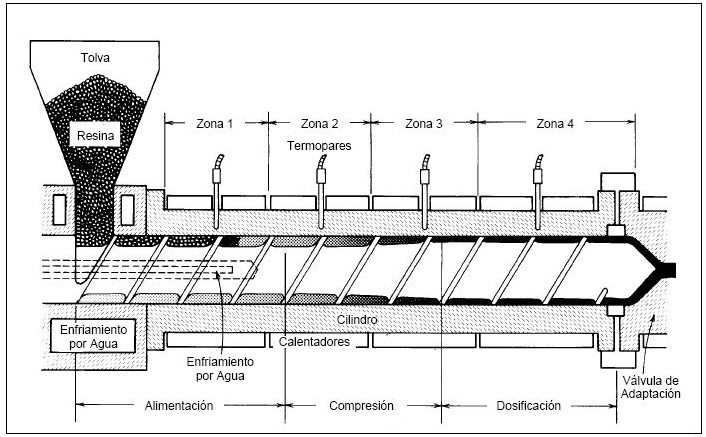 Tolva
Resina
Zona 1
Zona 2
Zona 3
Zona 4
Termopares
Cilindro
Calentadores
Enfriamiento
por Agua
Enfriamiento
por Agua
Válvula de
Adaptación
Alimentación
Compresión
Dosificación